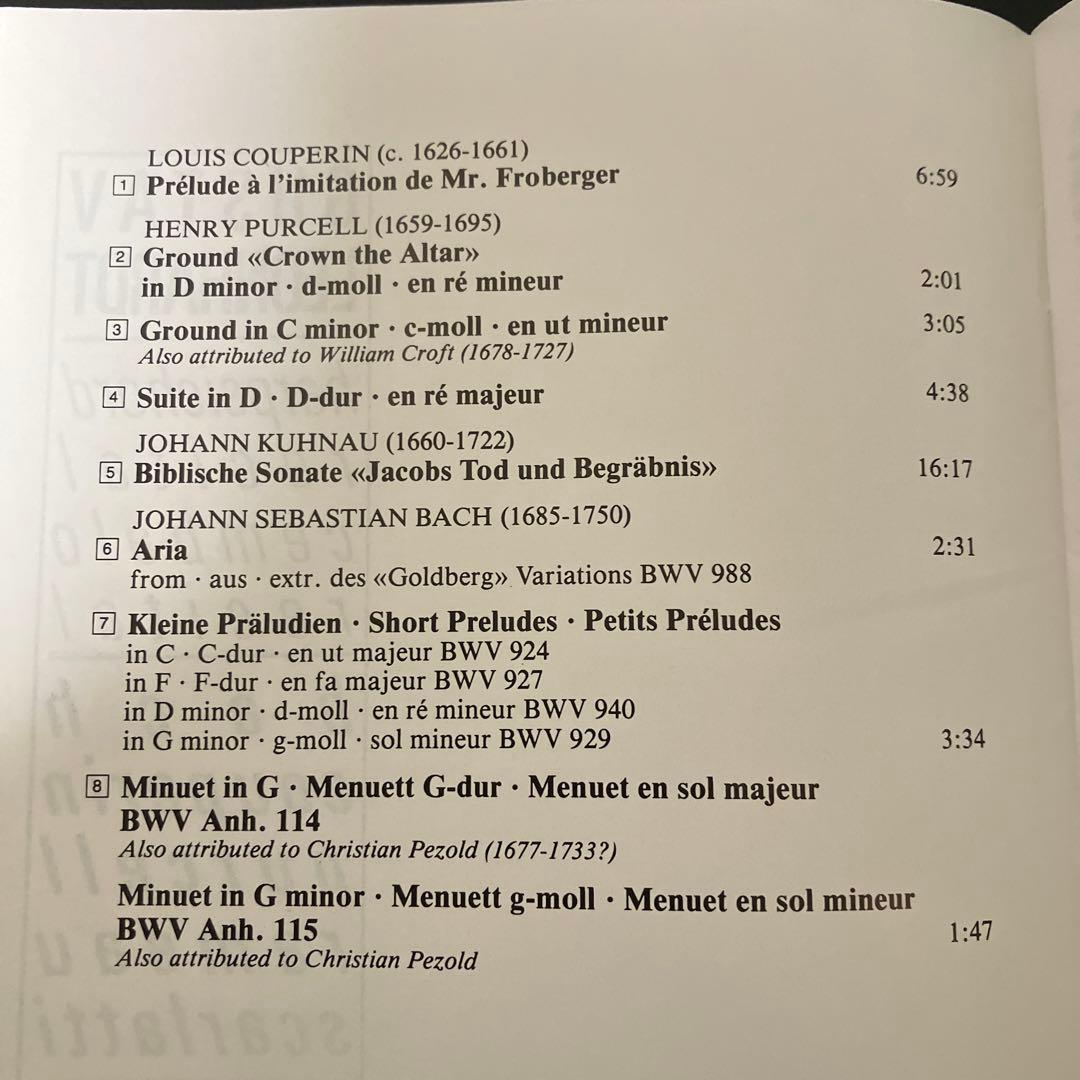 LOUIS COUPERIN (c. 1626-1661)
1 Prélude à l'imitation de Mr. Froberger 6:59
HENRY PURCELL (1659-1695)
2 Ground «Crown the Altar»
in D minor · d-moll · en ré mineur 2:01
3 Ground in C minor · c-moll · en ut mineur 3:05
Also attributed to William Croft (1678-1727)
4 Suite in D · D-dur · en ré majeur 4:38
JOHANN KUHNAU (1660-1722)
5 Biblische Sonate «Jacobs Tod und Begräbnis» 16:17
JOHANN SEBASTIAN BACH (1685-1750)
6 Aria 2:31
from · aus · extr. des «Goldberg» Variations BWV 988
7 Kleine Präludien · Short Preludes · Petits Préludes
in C · C-dur · en ut majeur BWV 924
in F · F-dur · en fa majeur BWV 927
in D minor · d-moll · en ré mineur BWV 940
in G minor · g-moll · sol mineur BWV 929 3:34
8 Minuet in G · Menuett G-dur · Menuet en sol majeur
BWV Anh. 114
Also attributed to Christian Pezold (1677-1733?)
Minuet in G minor · Menuett g-moll · Menuet en sol mineur
BWV Anh. 115 1:47
Also attributed to Christian Pezold
scarlatti